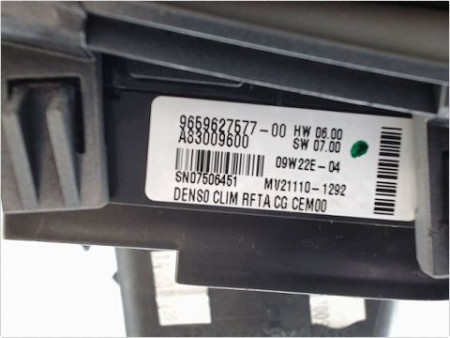 9659627577-00 HW 06.00
A83009600 SW 07.00
09W22E-04
SN07506451 MV21110-1292
DENSO CLIM RFTA CG CEM00